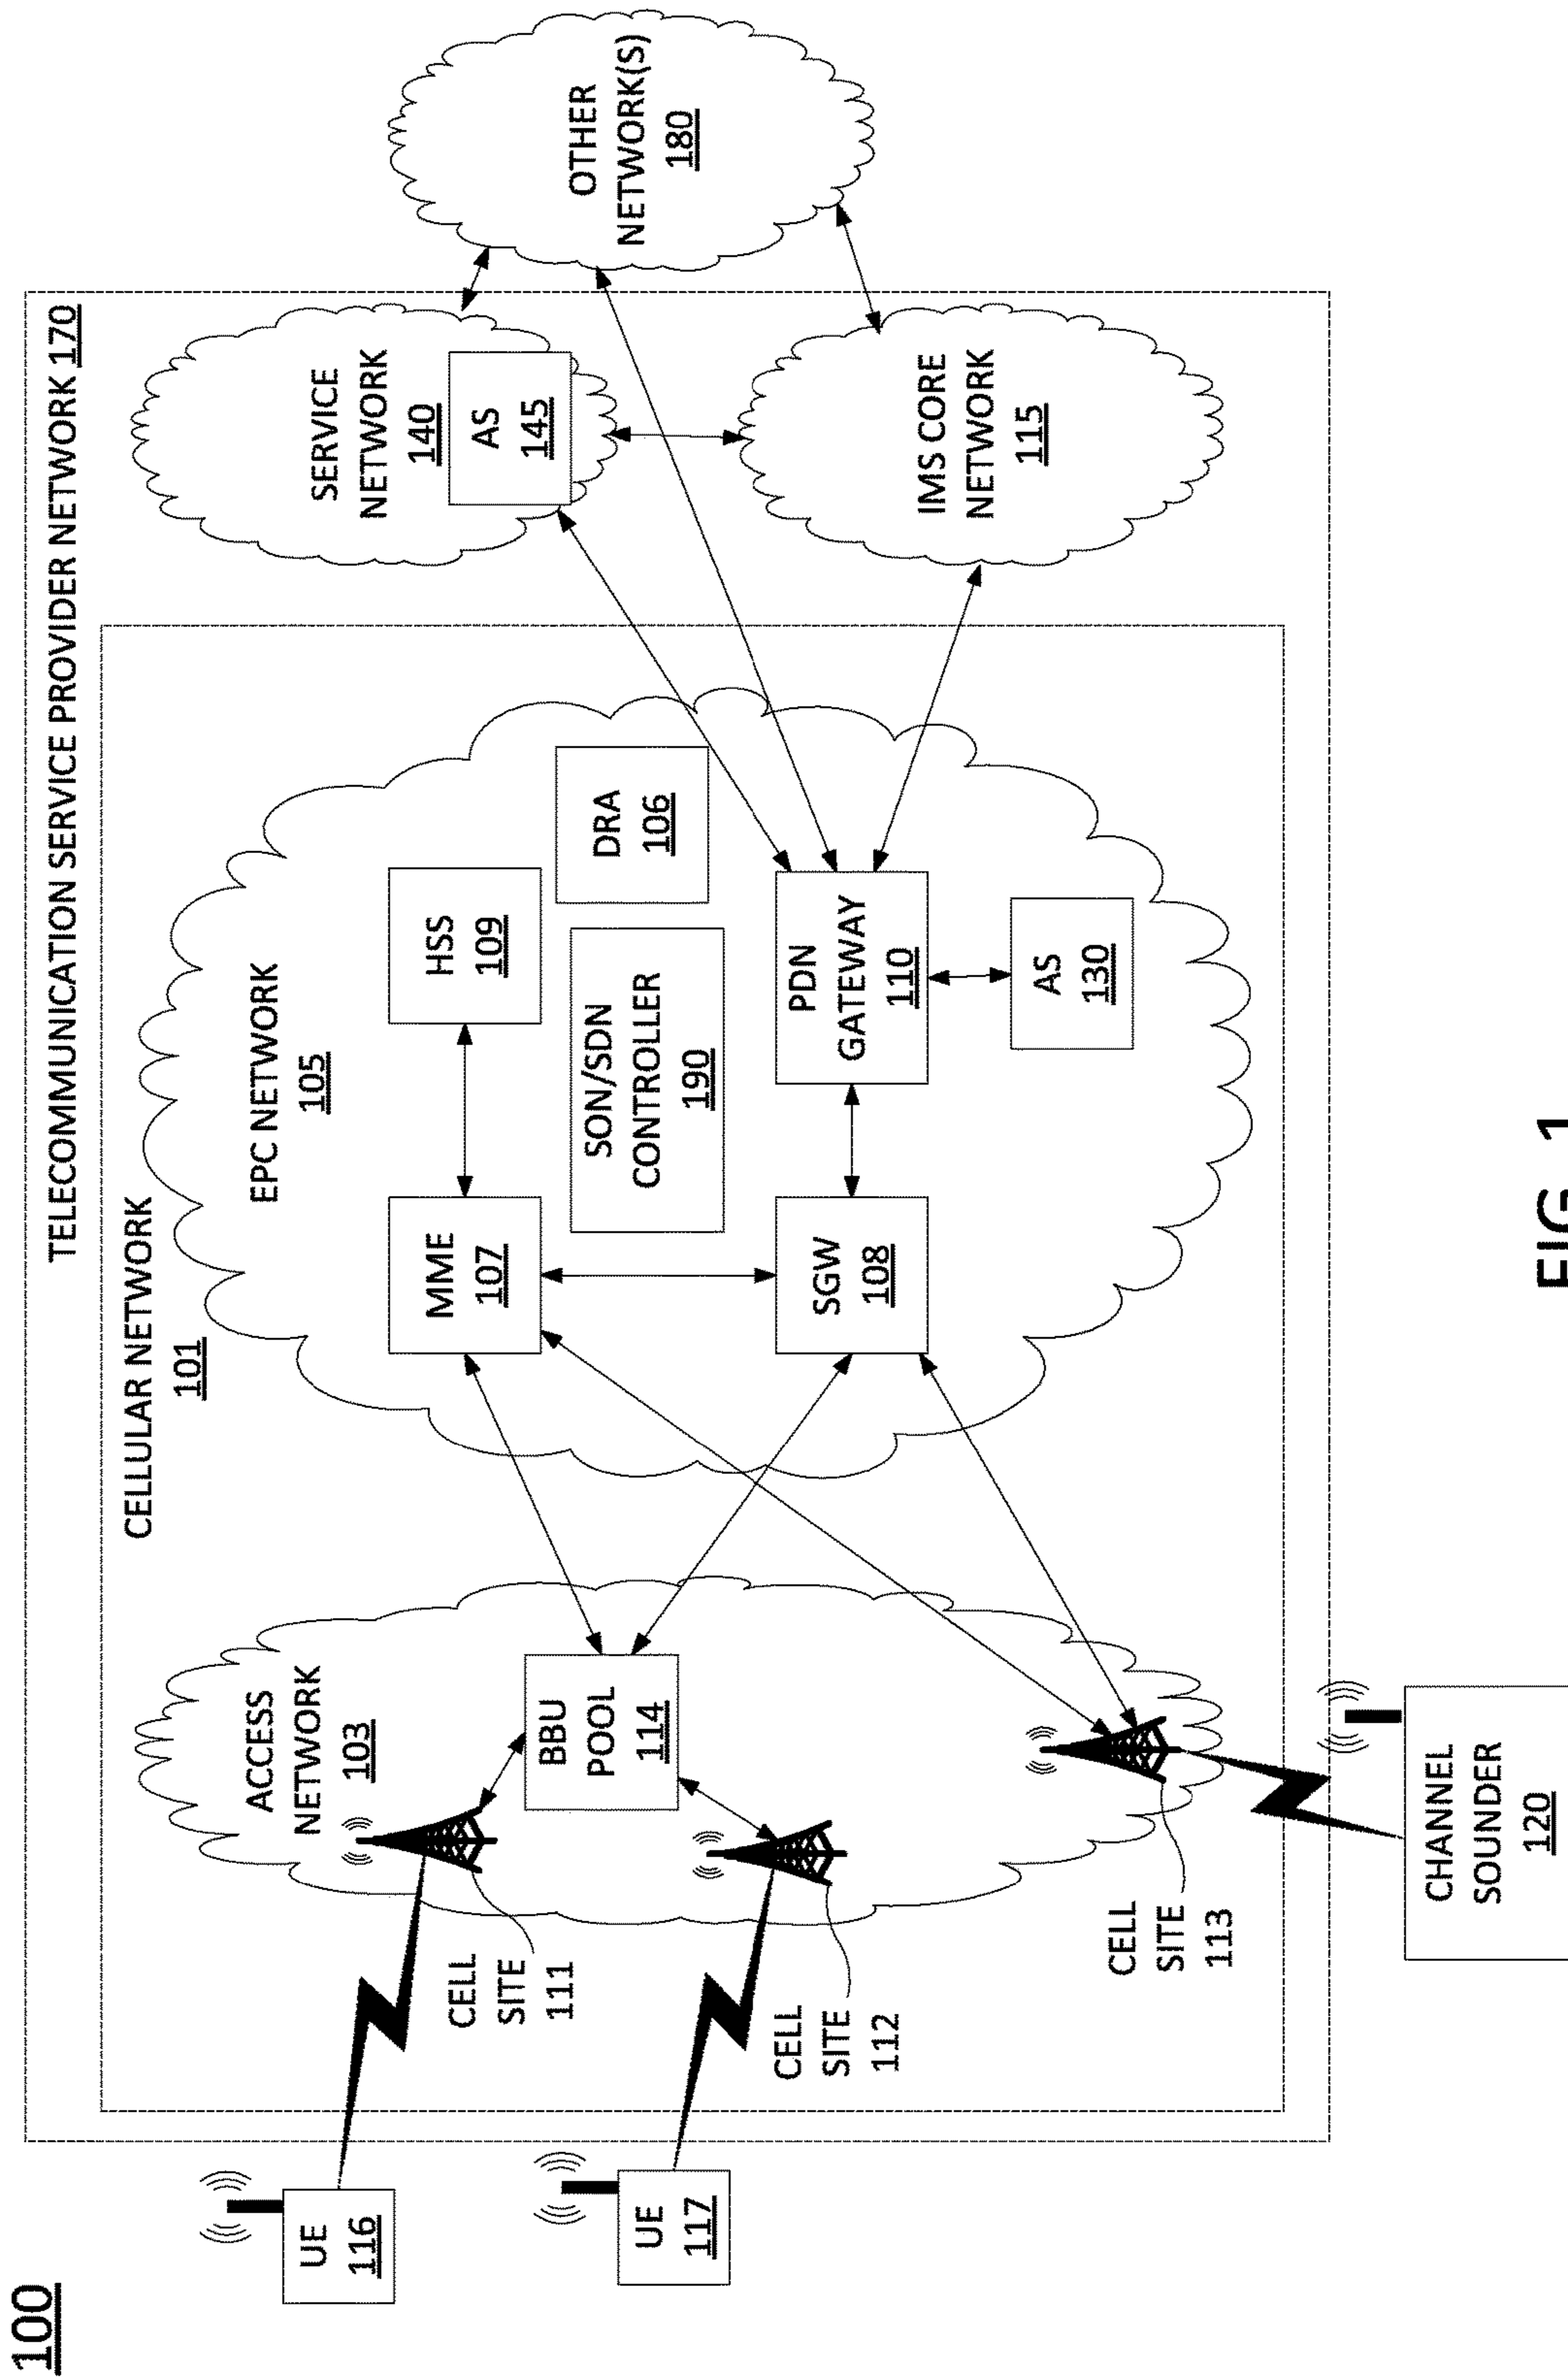 100
TELECOMMUNICATION SERVICE PROVIDER NETWORK 170
CELLULAR NETWORK
101
UE
116
UE
117
ACCESS
NETWORK
103
CELL
SITE
111
CELL
SITE
112
CELL
SITE
113
BBU
POOL
114
CHANNEL
SOUNDER
120
EPC NETWORK
105
MME
107
HSS
109
SON/SDN
CONTROLLER
190
DRA
106
SGW
108
PDN
GATEWAY
110
AS
130
SERVICE
NETWORK
140
AS
145
IMS CORE
NETWORK
115
OTHER
NETWORK(S)
180
FIG. 1